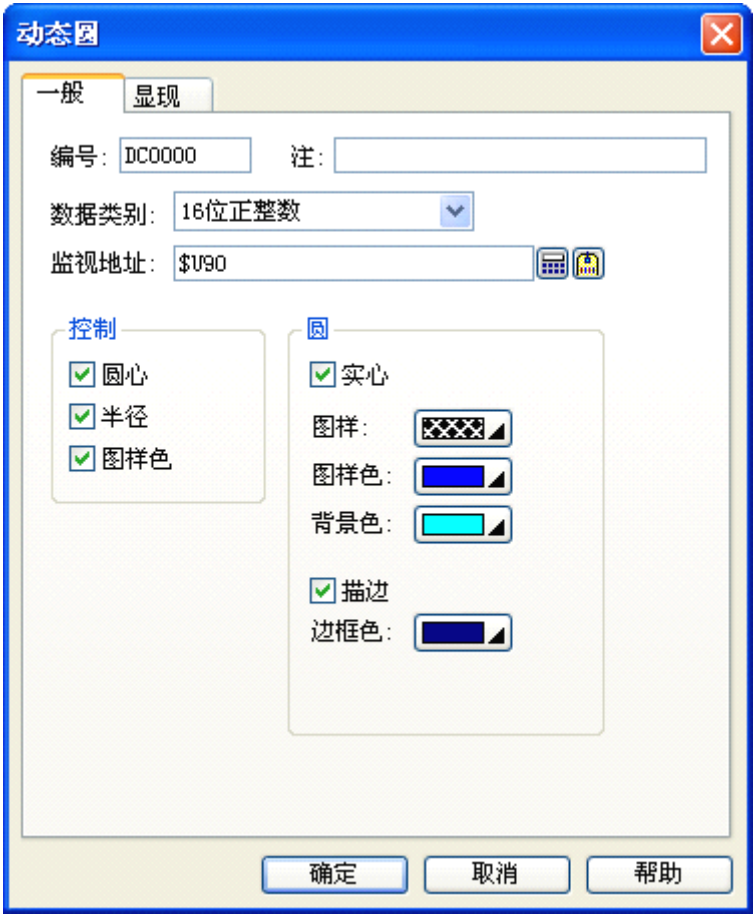 动态圆
一般 显现
编号: DC0000 注:
数据类别: 16位正整数
监视地址: $U90
控制
圆心
半径
图样色
圆
实心
图样:
图样色:
背景色:
描边
边框色:
确定 取消 帮助